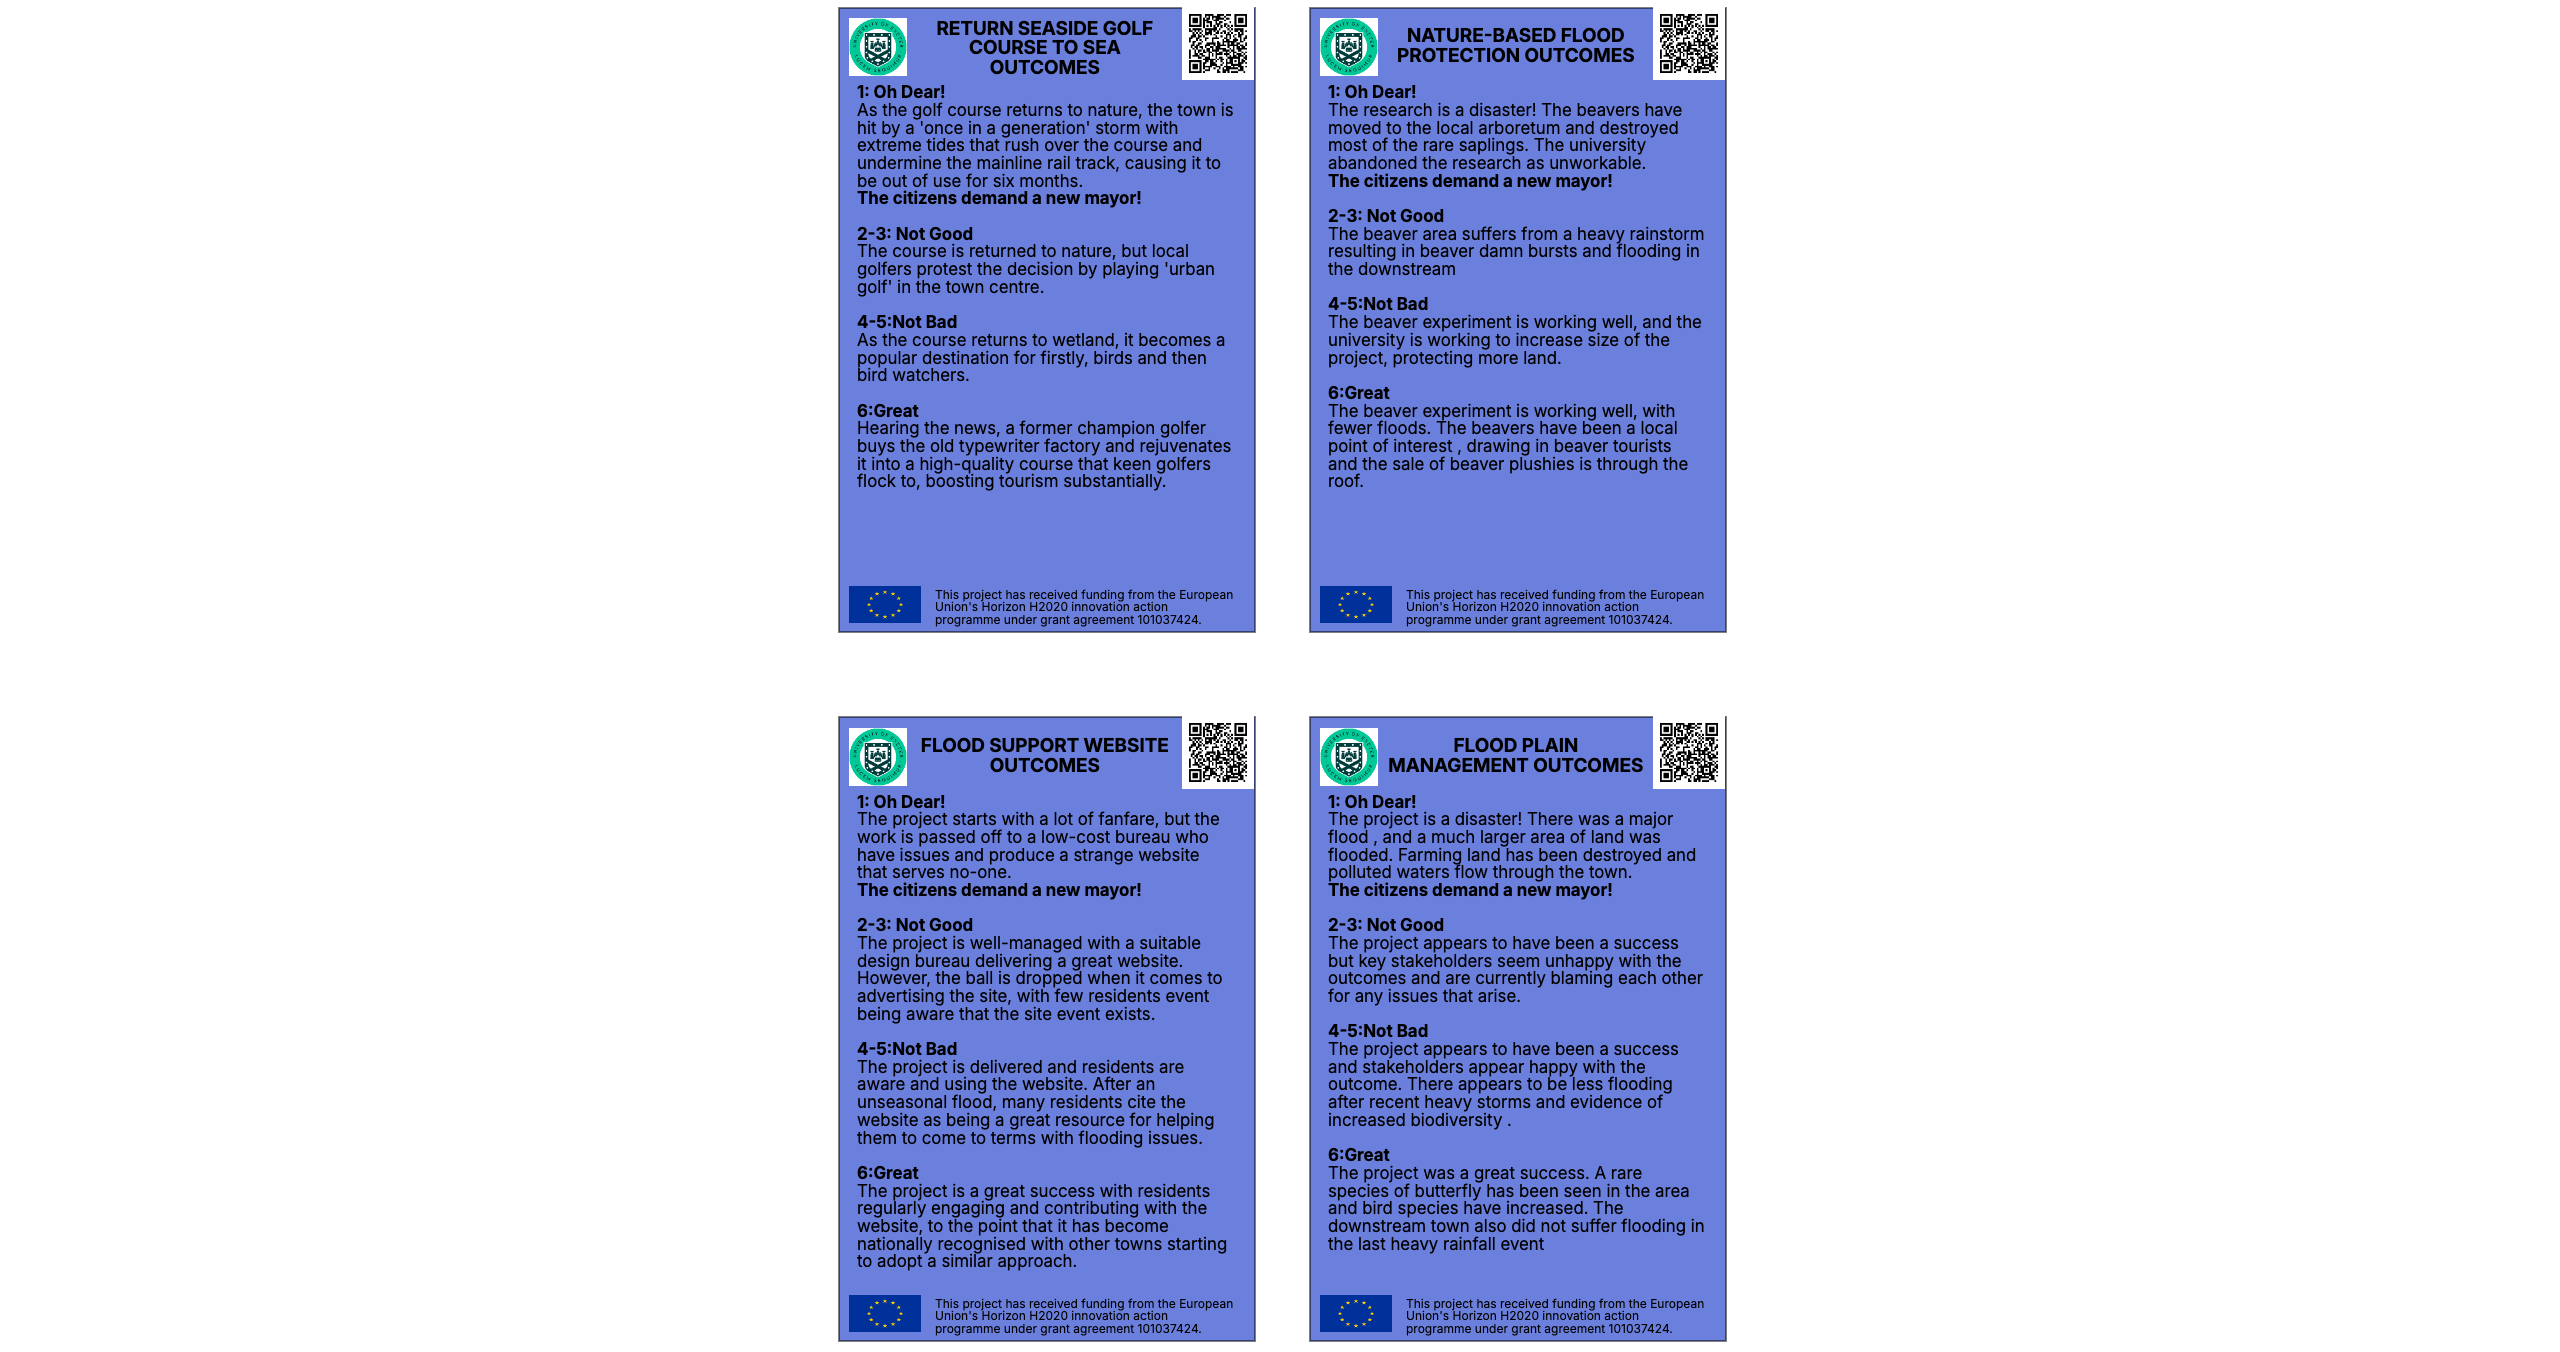 RETURN SEASIDE GOLF
COURSE TO SEA
OUTCOMES
1: Oh Dear!
As the golf course returns to nature, the town is
hit by a 'once in a generation' storm with
extreme tides that rush over the course and
undermine the mainline rail track, causing it to
be out of use for six months.
The citizens demand a new mayor!
2-3: Not Good
The course is returned to nature, but local
golfers protest the decision by playing 'urban
golf' in the town centre.
4-5:Not Bad
As the course returns to wetland, it becomes a
popular destination for firstly, birds and then
bird watchers.
6:Great
Hearing the news, a former champion golfer
buys the old typewriter factory and rejuvenates
it into a high-quality course that keen golfers
flock to, boosting tourism substantially.
This project has received funding from the European
Union's Horizon H2020 innovation action
programme under grant agreement 101037424.
NATURE-BASED FLOOD
PROTECTION OUTCOMES
1: Oh Dear!
The research is a disaster! The beavers have
moved to the local arboretum and destroyed
most of the rare saplings. The university
abandoned the research as unworkable.
The citizens demand a new mayor!
2-3: Not Good
The beaver area suffers from a heavy rainstorm
resulting in beaver damn bursts and flooding in
the downstream
4-5:Not Bad
The beaver experiment is working well, and the
university is working to increase size of the
project, protecting more land.
6:Great
The beaver experiment is working well, with
fewer floods. The beavers have been a local
point of interest , drawing in beaver tourists
and the sale of beaver plushies is through the
roof.
This project has received funding from the European
Union's Horizon H2020 innovation action
programme under grant agreement 101037424.
FLOOD SUPPORT WEBSITE
OUTCOMES
1: Oh Dear!
The project starts with a lot of fanfare, but the
work is passed off to a low-cost bureau who
have issues and produce a strange website
that serves no-one.
The citizens demand a new mayor!
2-3: Not Good
The project is well-managed with a suitable
design bureau delivering a great website.
However, the ball is dropped when it comes to
advertising the site, with few residents event
being aware that the site event exists.
4-5:Not Bad
The project is delivered and residents are
aware and using the website. After an
unseasonal flood, many residents cite the
website as being a great resource for helping
them to come to terms with flooding issues.
6:Great
The project is a great success with residents
regularly engaging and contributing with the
website, to the point that it has become
nationally recognised with other towns starting
to adopt a similar approach.
This project has received funding from the European
Union's Horizon H2020 innovation action
programme under grant agreement 101037424.
FLOOD PLAIN
MANAGEMENT OUTCOMES
1: Oh Dear!
The project is a disaster! There was a major
flood , and a much larger area of land was
flooded. Farming land has been destroyed and
polluted waters flow through the town.
The citizens demand a new mayor!
2-3: Not Good
The project appears to have been a success
but key stakeholders seem unhappy with the
outcomes and are currently blaming each other
for any issues that arise.
4-5:Not Bad
The project appears to have been a success
and stakeholders appear happy with the
outcome. There appears to be less flooding
after recent heavy storms and evidence of
increased biodiversity .
6:Great
The project was a great success. A rare
species of butterfly has been seen in the area
and bird species have increased. The
downstream town also did not suffer flooding in
the last heavy rainfall event
This project has received funding from the European
Union's Horizon H2020 innovation action
programme under grant agreement 101037424.